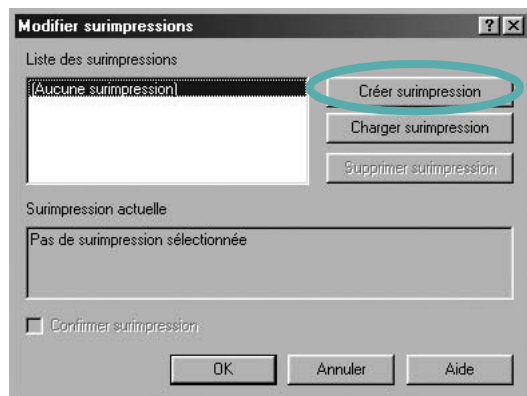 Modifier surimpressions
Liste des surimpressions
(Aucune surimpression)
Créer surimpression
Charger surimpression
Supprimer surimpression
Surimpression actuelle
Pas de surimpression sélectionnée
Confirmer surimpression
OK
Annuler
Aide